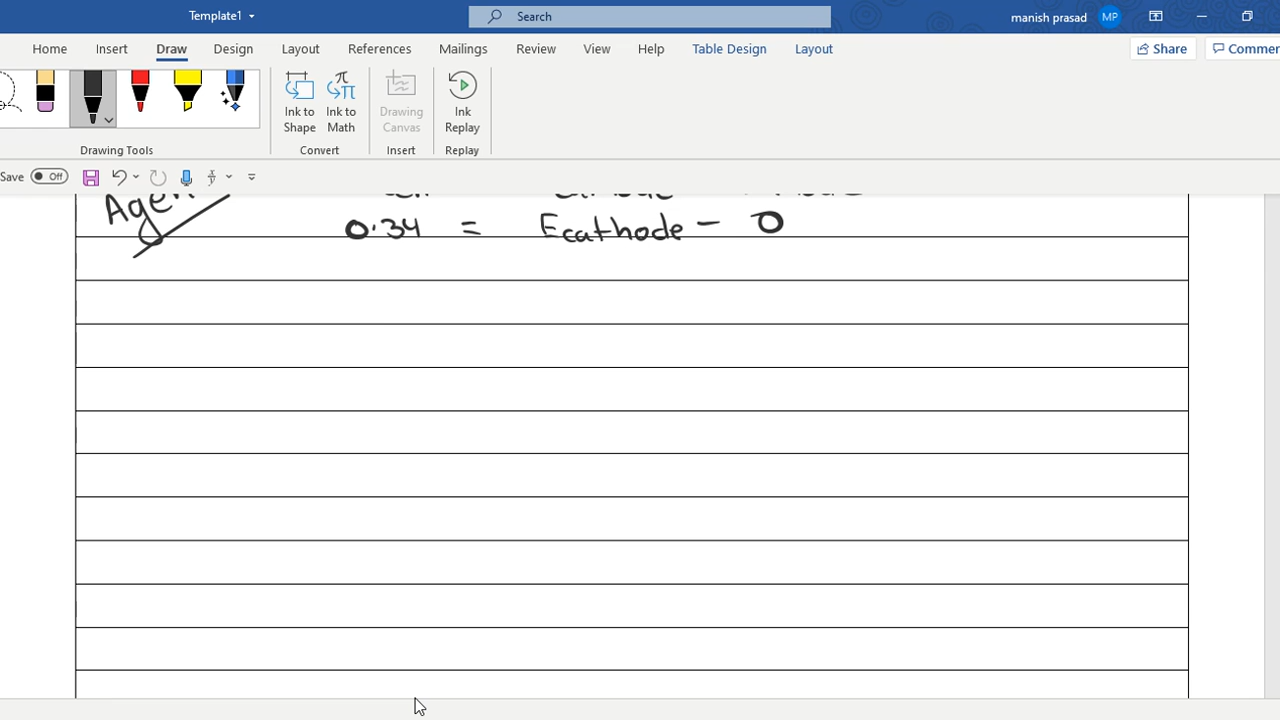 Template1
Search
manish prasad MP
Home Insert Draw Design Layout References Mailings Review View Help Table Design Layout Share Commer
Ink to Shape
Ink to Math
Drawing Canvas
Ink Replay
Drawing Tools Convert Insert Replay
Save Off
Agen
0.34 = Ecathode - 0